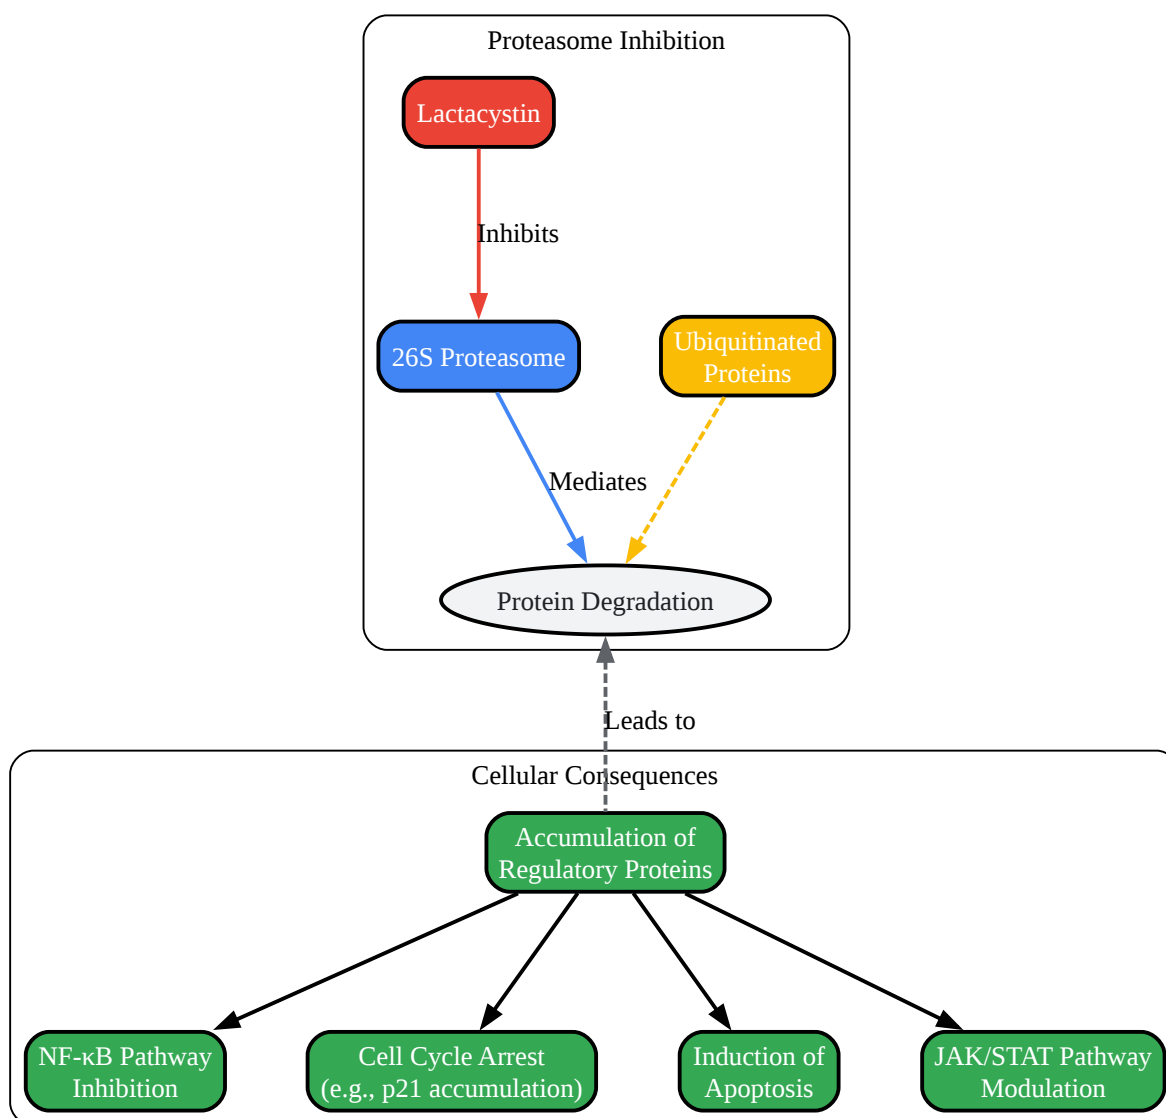 Proteasome Inhibition
Lactacystin
Inhibits
26S Proteasome
Ubiquitinated
Proteins
Mediates
Protein Degradation
Leads to
Cellular Consequences
Accumulation of
Regulatory Proteins
NF-κB Pathway
Inhibition
Cell Cycle Arrest
(e.g., p21 accumulation)
Induction of
Apoptosis
JAK/STAT Pathway
Modulation